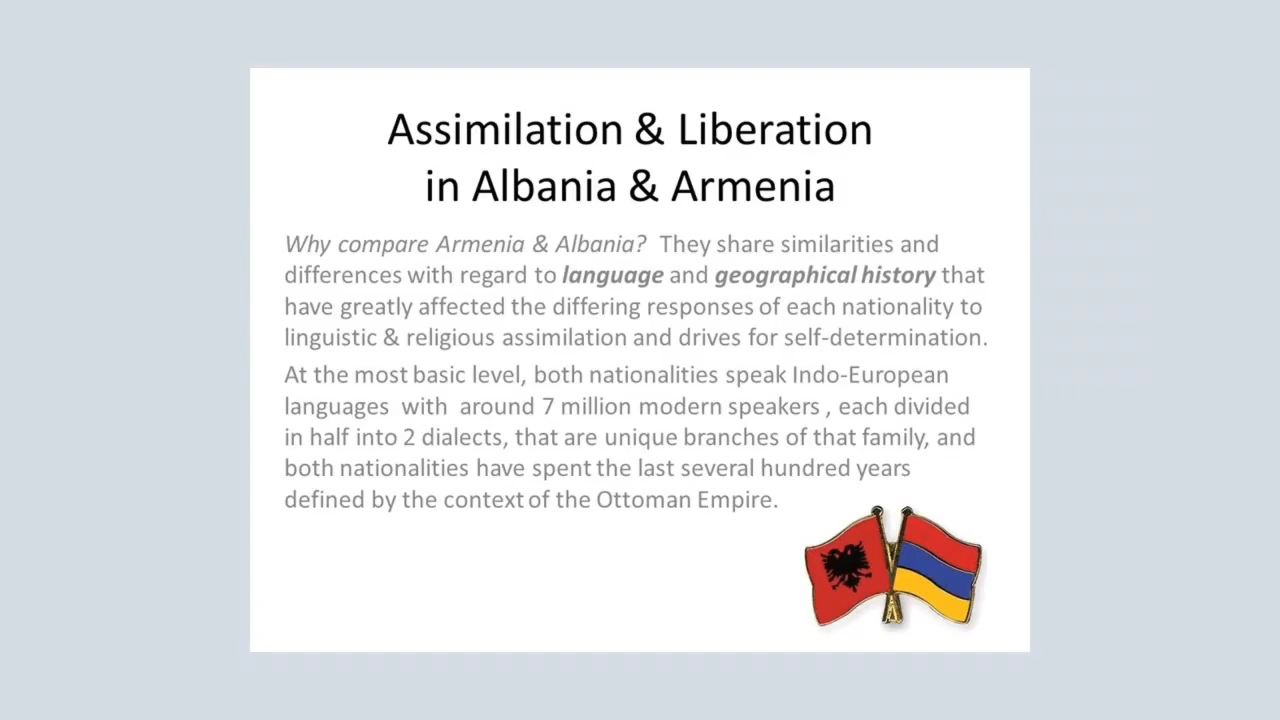 Assimilation & Liberation
in Albania & Armenia
Why compare Armenia & Albania? They share similarities and
differences with regard to language and geographical history that
have greatly affected the differing responses of each nationality to
linguistic & religious assimilation and drives for self-determination.
At the most basic level, both nationalities speak Indo-European
languages with around 7 million modern speakers , each divided
in half into 2 dialects, that are unique branches of that family, and
both nationalities have spent the last several hundred years
defined by the context of the Ottoman Empire.